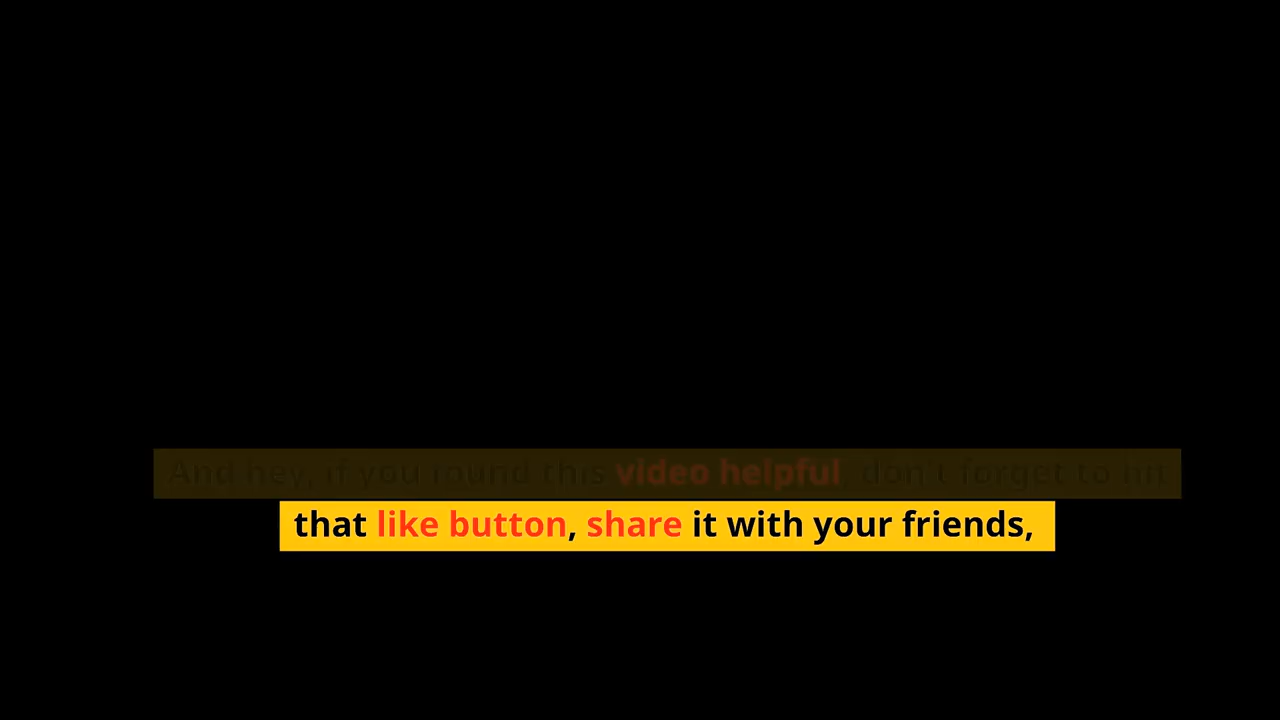 And hey, if you found this video helpful, don't forget to hit
that like button, share it with your friends,